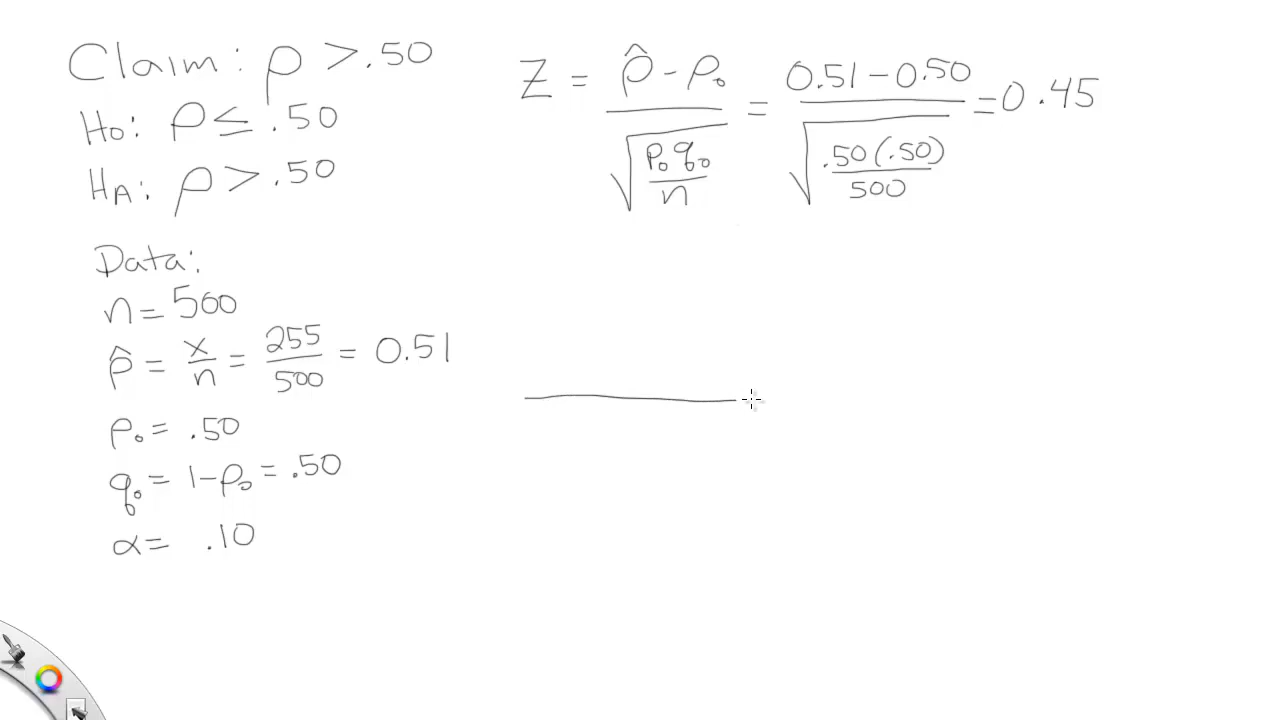 Claim: p > .50
Ho: p ≤ .50
HA: p > .50
Data:
n = 500
p̂ = x/n = 255/500 = 0.51
p₀ = .50
q₀ = 1-p₀ = .50
α = .10
Z = (p̂ - p₀)/√(p₀q₀/n) = (0.51 - 0.50)/√(.50(.50)/500) = 0.45